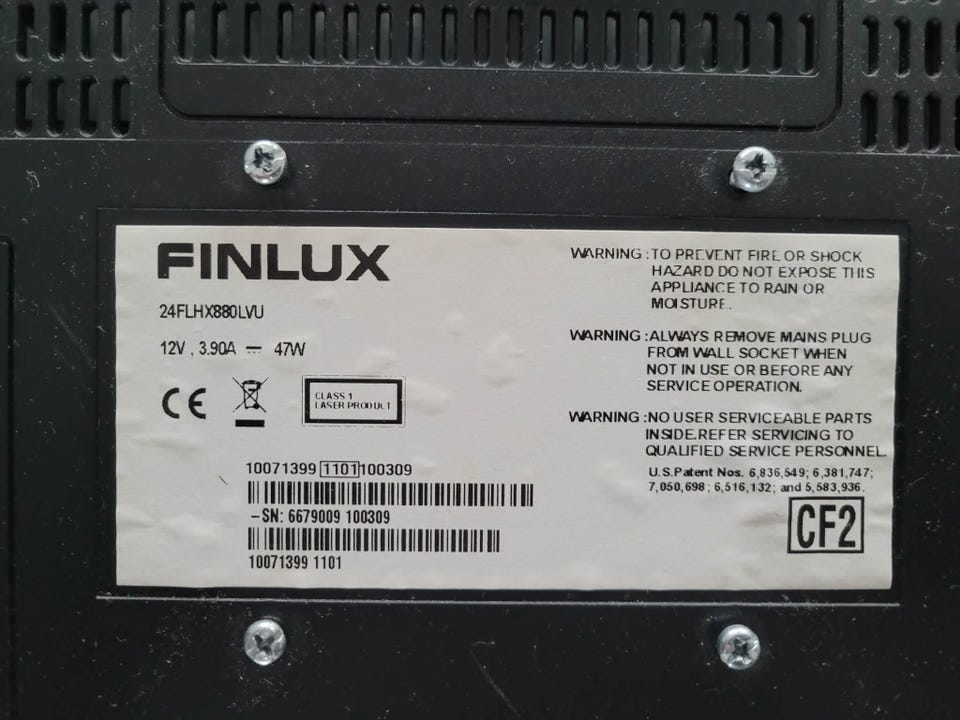 FINLUX
24FLHX880LVU
12V , 3.90A ⎓ 47W
CE
CLASS 1
LASER PRODUCT
10071399 1101 100309
-SN: 6679009 100309
10071399 1101
WARNING :TO PREVENT FIRE OR SHOCK
HAZARD DO NOT EXPOSE THIS
APPLIANCE TO RAIN OR
MOISTURE.
WARNING :ALWAYS REMOVE MAINS PLUG
FROM WALL SOCKET WHEN
NOT IN USE OR BEFORE ANY
SERVICE OPERATION.
WARNING :NO USER SERVICEABLE PARTS
INSIDE.REFER SERVICING TO
QUALIFIED SERVICE PERSONNEL.
U.S.Patent Nos. 6,836,549; 6,381,747;
7,050,698; 6,516,132; and 5,583,936.
CF2